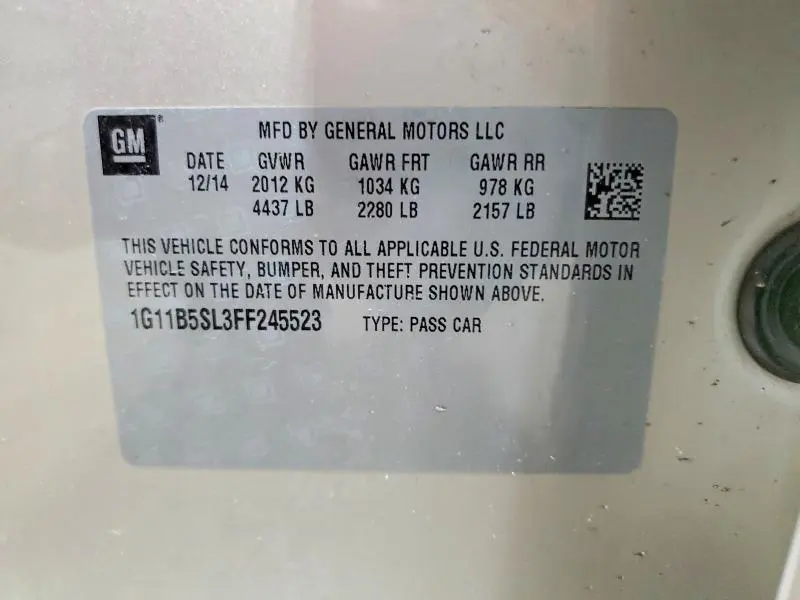 GM®
MFD BY GENERAL MOTORS LLC
DATE GVWR GAWR FRT GAWR RR
12/14 2012 KG 1034 KG 978 KG
4437 LB 2280 LB 2157 LB
THIS VEHICLE CONFORMS TO ALL APPLICABLE U.S. FEDERAL MOTOR
VEHICLE SAFETY, BUMPER, AND THEFT PREVENTION STANDARDS IN
EFFECT ON THE DATE OF MANUFACTURE SHOWN ABOVE.
1G11B5SL3FF245523 TYPE: PASS CAR